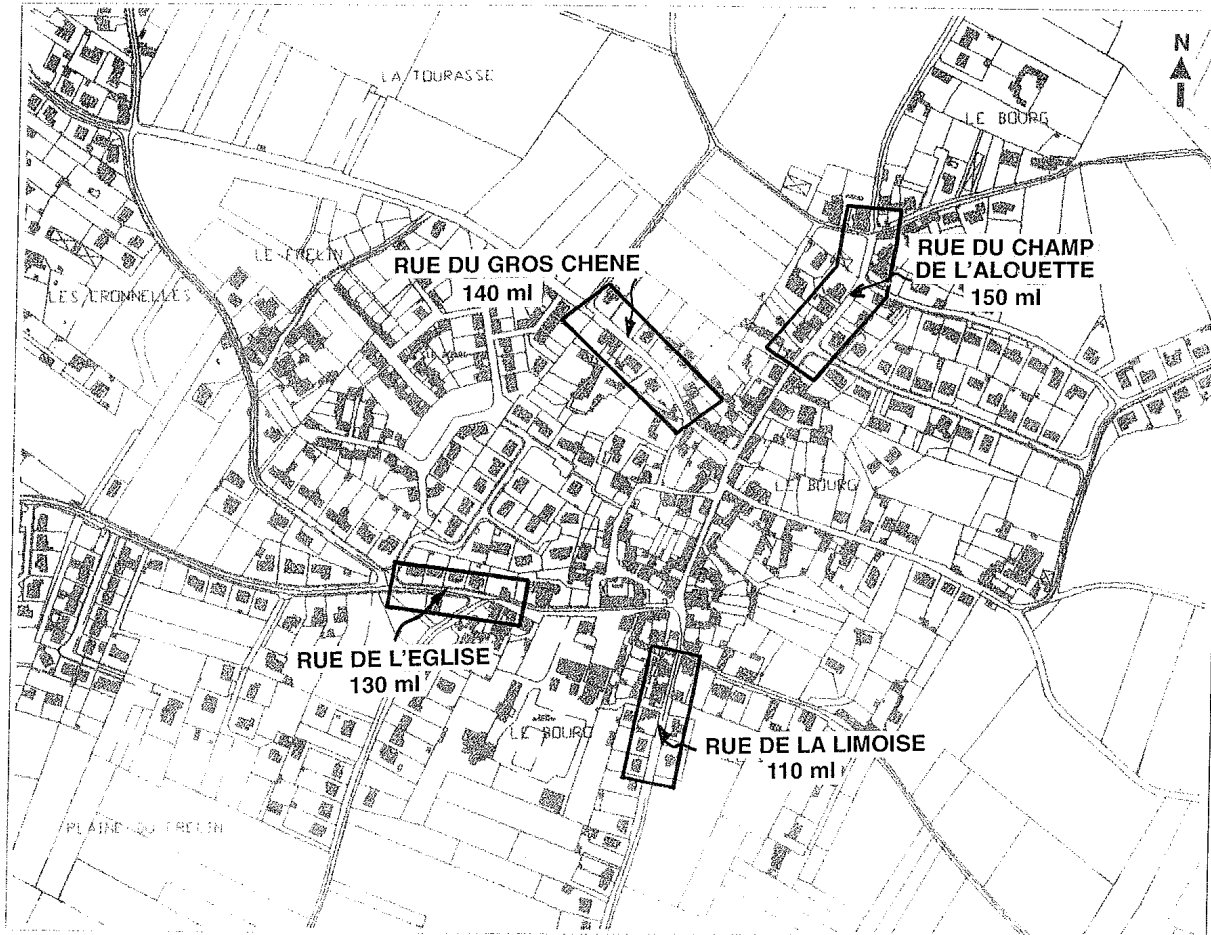 LA TOURASSE
N
LE BOURG
LE FRELIN
RUE DU GROS CHENE
140 ml
RUE DU CHAMP
DE L'ALOUETTE
150 ml
LES CRONNELLES
LE BOURG
RUE DE L'EGLISE
130 ml
LE BOURG
RUE DE LA LIMOISE
110 ml
PLAINE DU FRELIN